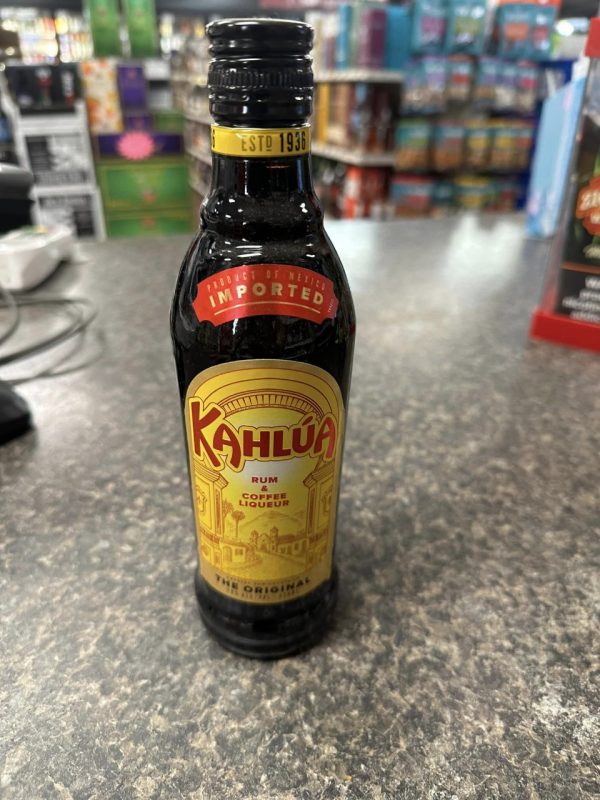 ESTD 1936
PRODUCT OF MEXICO
IMPORTED
KAHLÚA
RUM
&
COFFEE
LIQUEUR
THE ORIGINAL